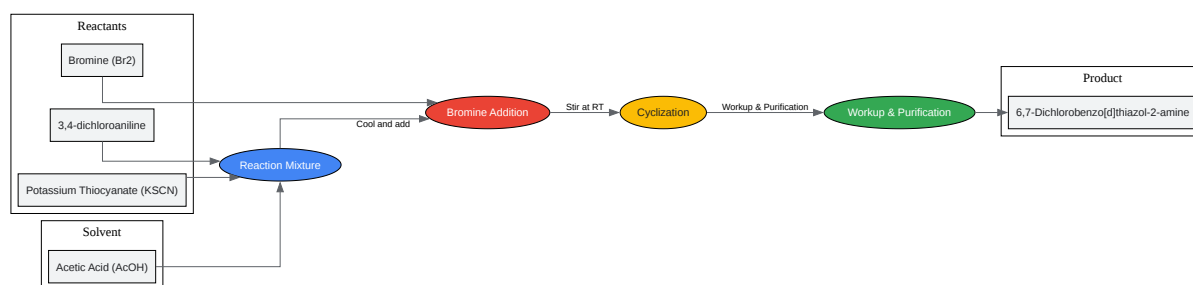 Reactants
Bromine (Br2)
3,4-dichloroaniline
Potassium Thiocyanate (KSCN)
Solvent
Acetic Acid (AcOH)
Reaction Mixture
Cool and add
Bromine Addition
Stir at RT
Cyclization
Workup & Purification
Workup & Purification
Product
6,7-Dichlorobenzo[d]thiazol-2-amine